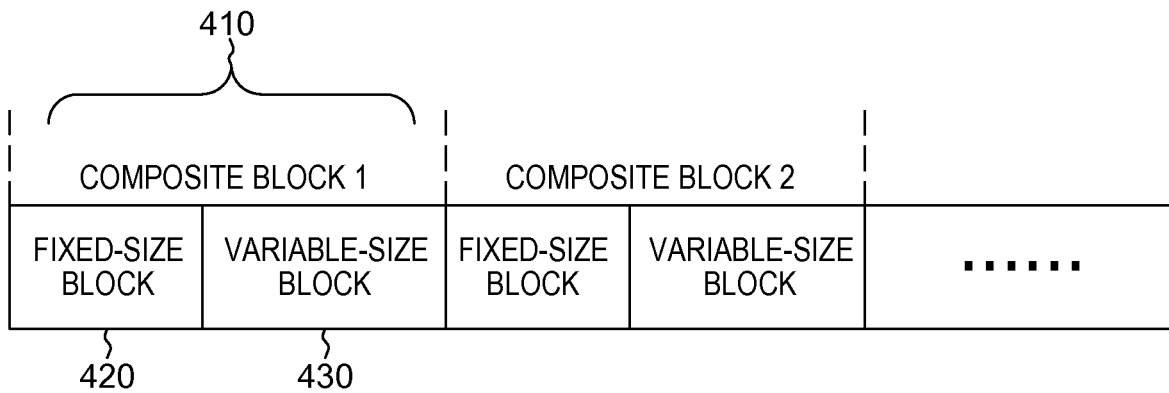 410
COMPOSITE BLOCK 1
COMPOSITE BLOCK 2
FIXED-SIZE
BLOCK
VARIABLE-SIZE
BLOCK
FIXED-SIZE
BLOCK
VARIABLE-SIZE
BLOCK
......
420
430